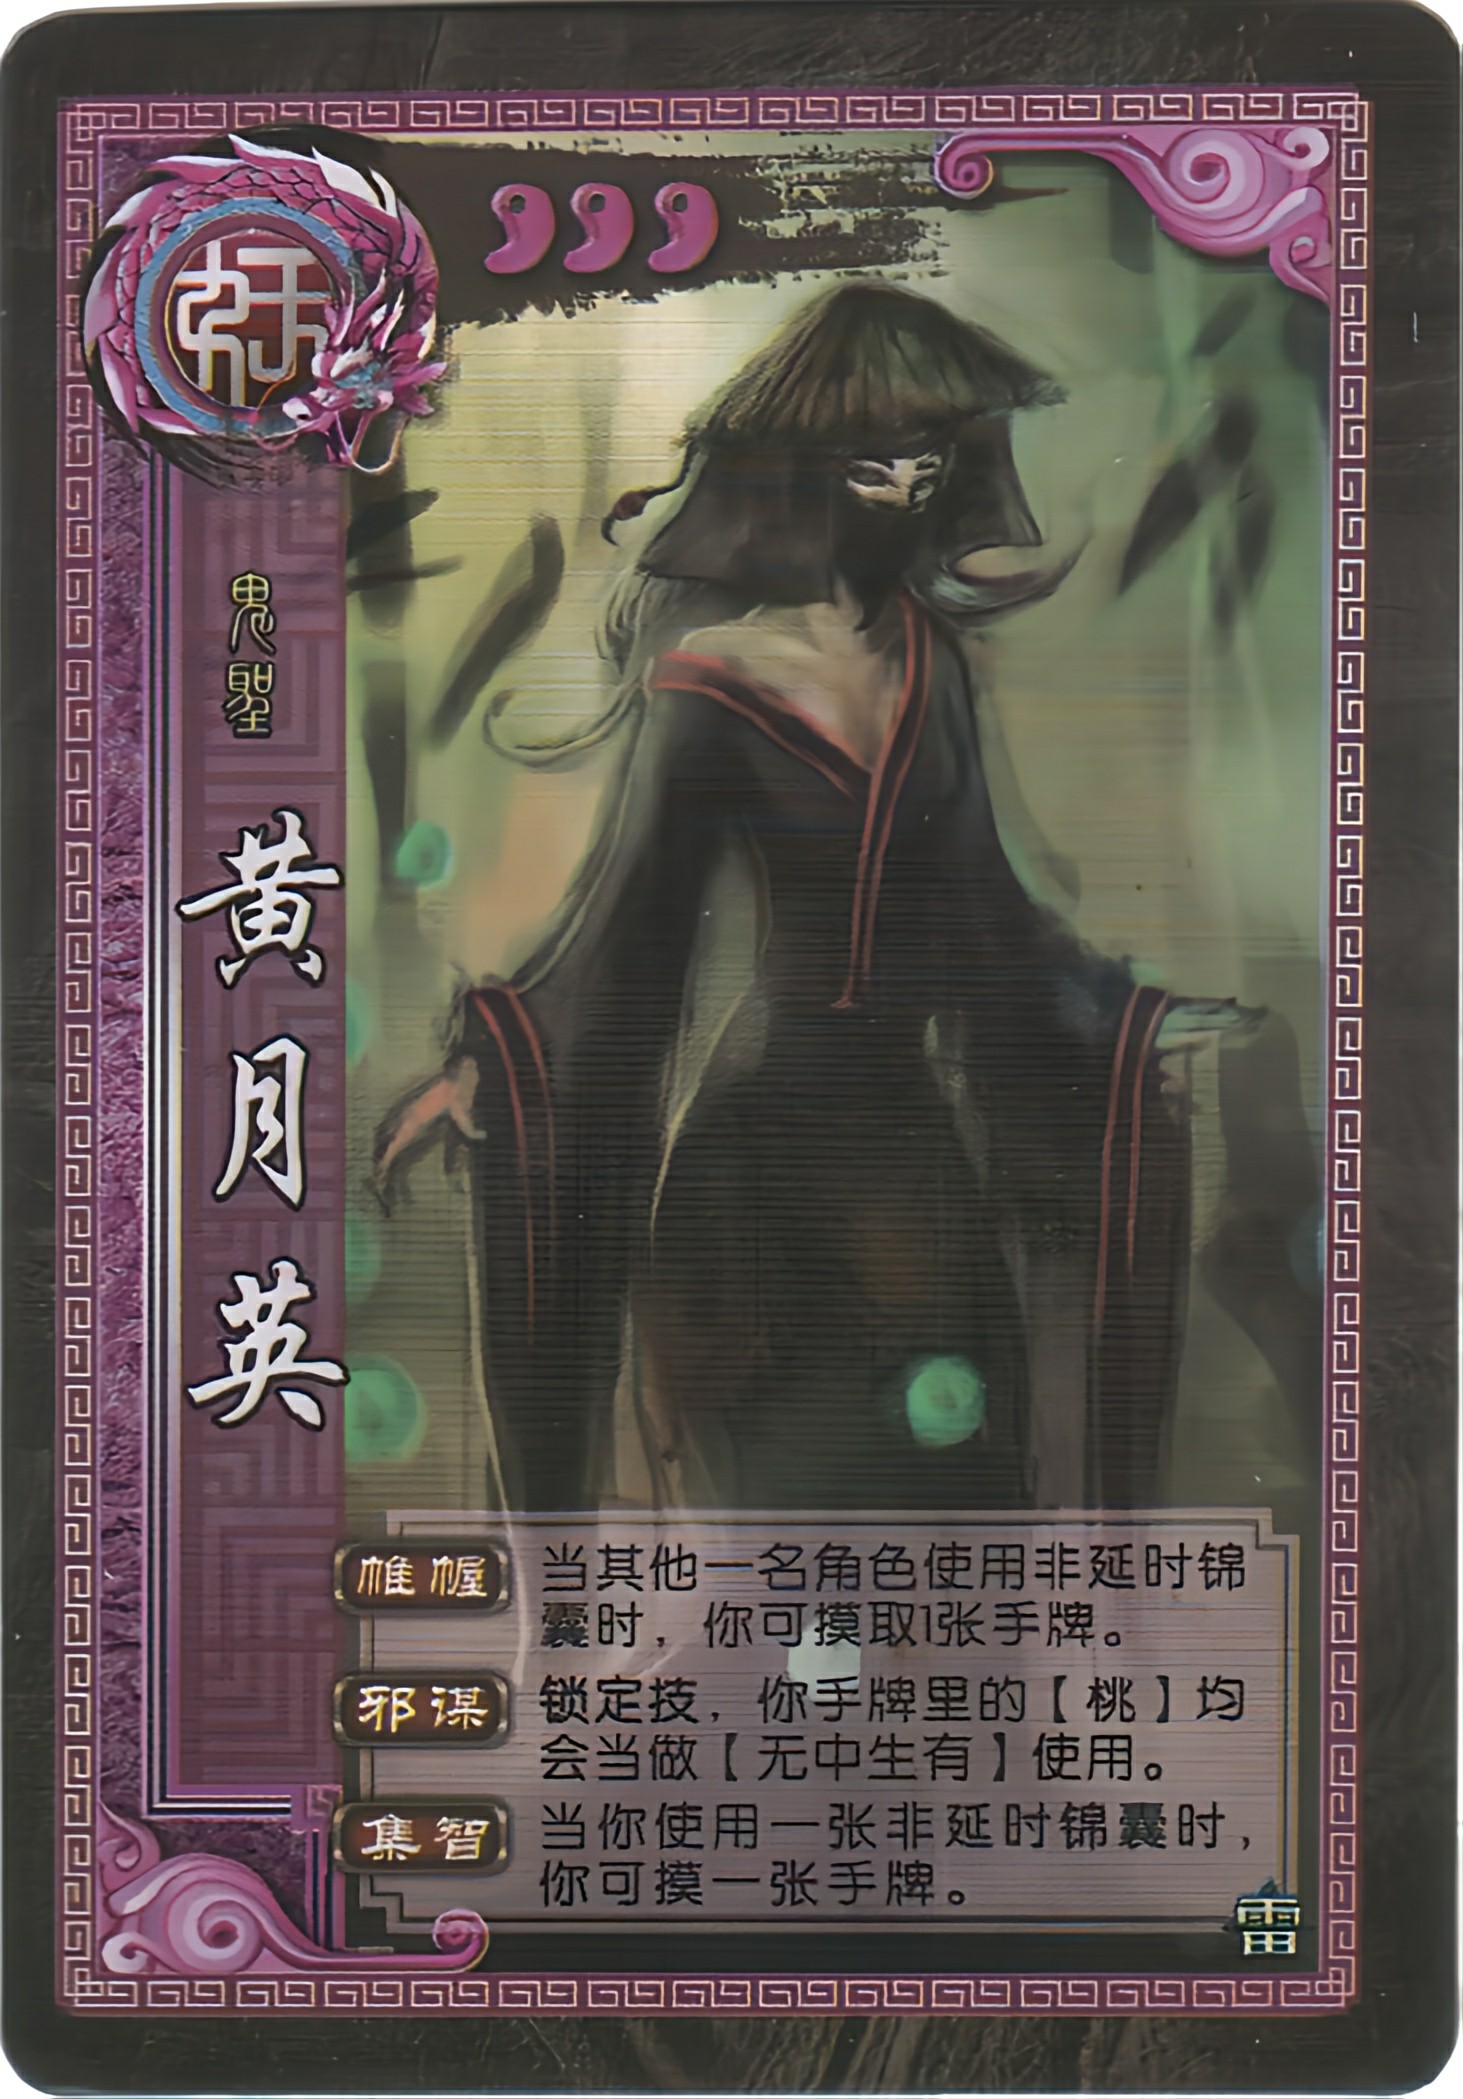 妖
鬼聖
黄月英
帷幄
当其他一名角色使用非延时锦
囊时，你可摸取1张手牌。
邪谋
锁定技，你手牌里的【桃】均
会当做【无中生有】使用。
集智
当你使用一张非延时锦囊时，
你可摸一张手牌。
雷